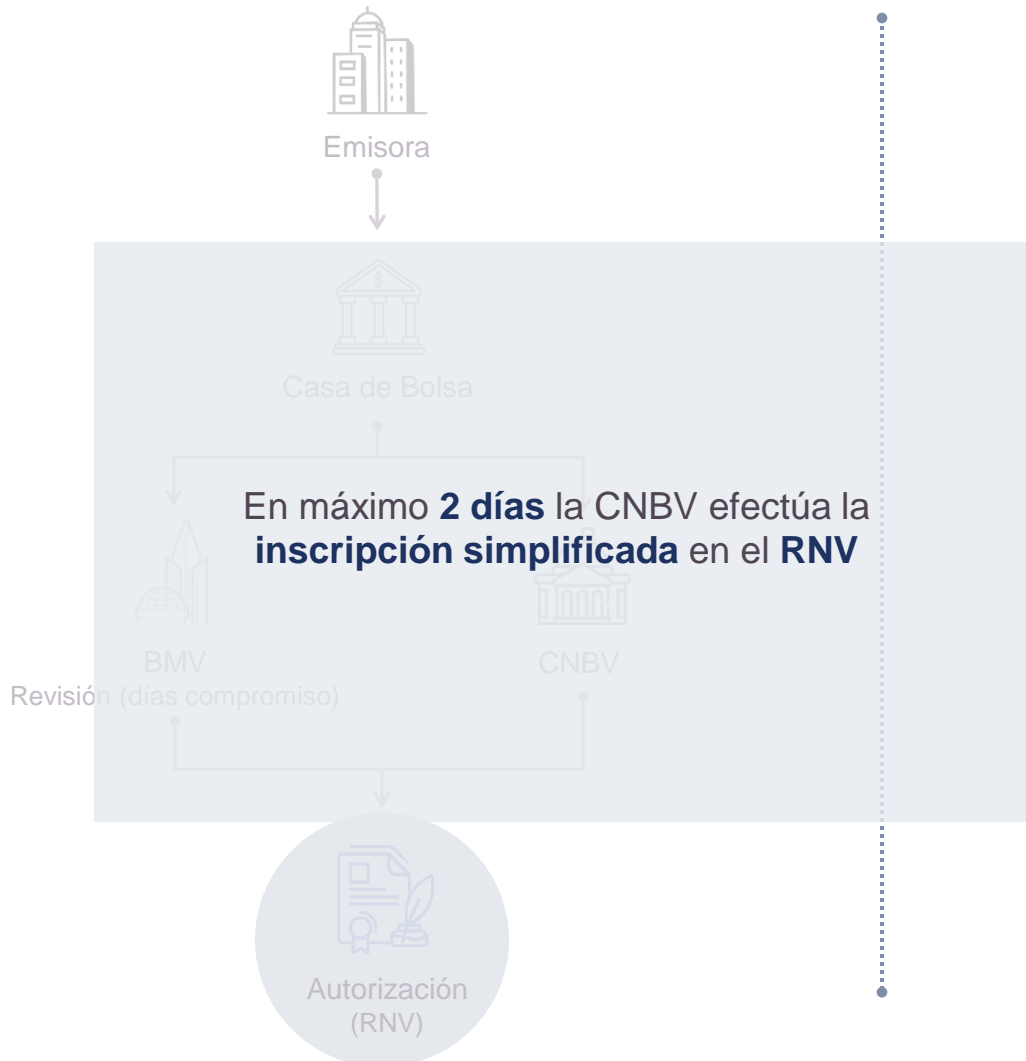 Emisora
Casa de Bolsa
En máximo 2 días la CNBV efectúa la
inscripción simplificada en el RNV
BMV
CNBV
Revisión (días compromiso)
Autorización
(RNV)